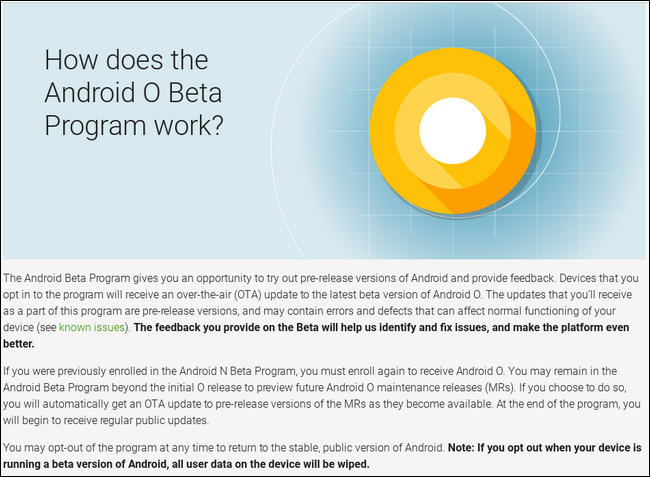 How does the
Android O Beta
Program work?
The Android Beta Program gives you an opportunity to try out pre-release versions of Android and provide feedback. Devices that you
opt in to the program will receive an over-the-air (OTA) update to the latest beta version of Android O. The updates that you'll receive
as a part of this program are pre-release versions, and may contain errors and defects that can affect normal functioning of your
device (see known issues). The feedback you provide on the Beta will help us identify and fix issues, and make the platform even
better.
If you were previously enrolled in the Android N Beta Program, you must enroll again to receive Android O. You may remain in the
Android Beta Program beyond the initial O release to preview future Android O maintenance releases (MRs). If you choose to do so,
you will automatically get an OTA update to pre-release versions of the MRs as they become available. At the end of the program, you
will begin to receive regular public updates.
You may opt-out of the program at any time to return to the stable, public version of Android. Note: If you opt out when your device is
running a beta version of Android, all user data on the device will be wiped.